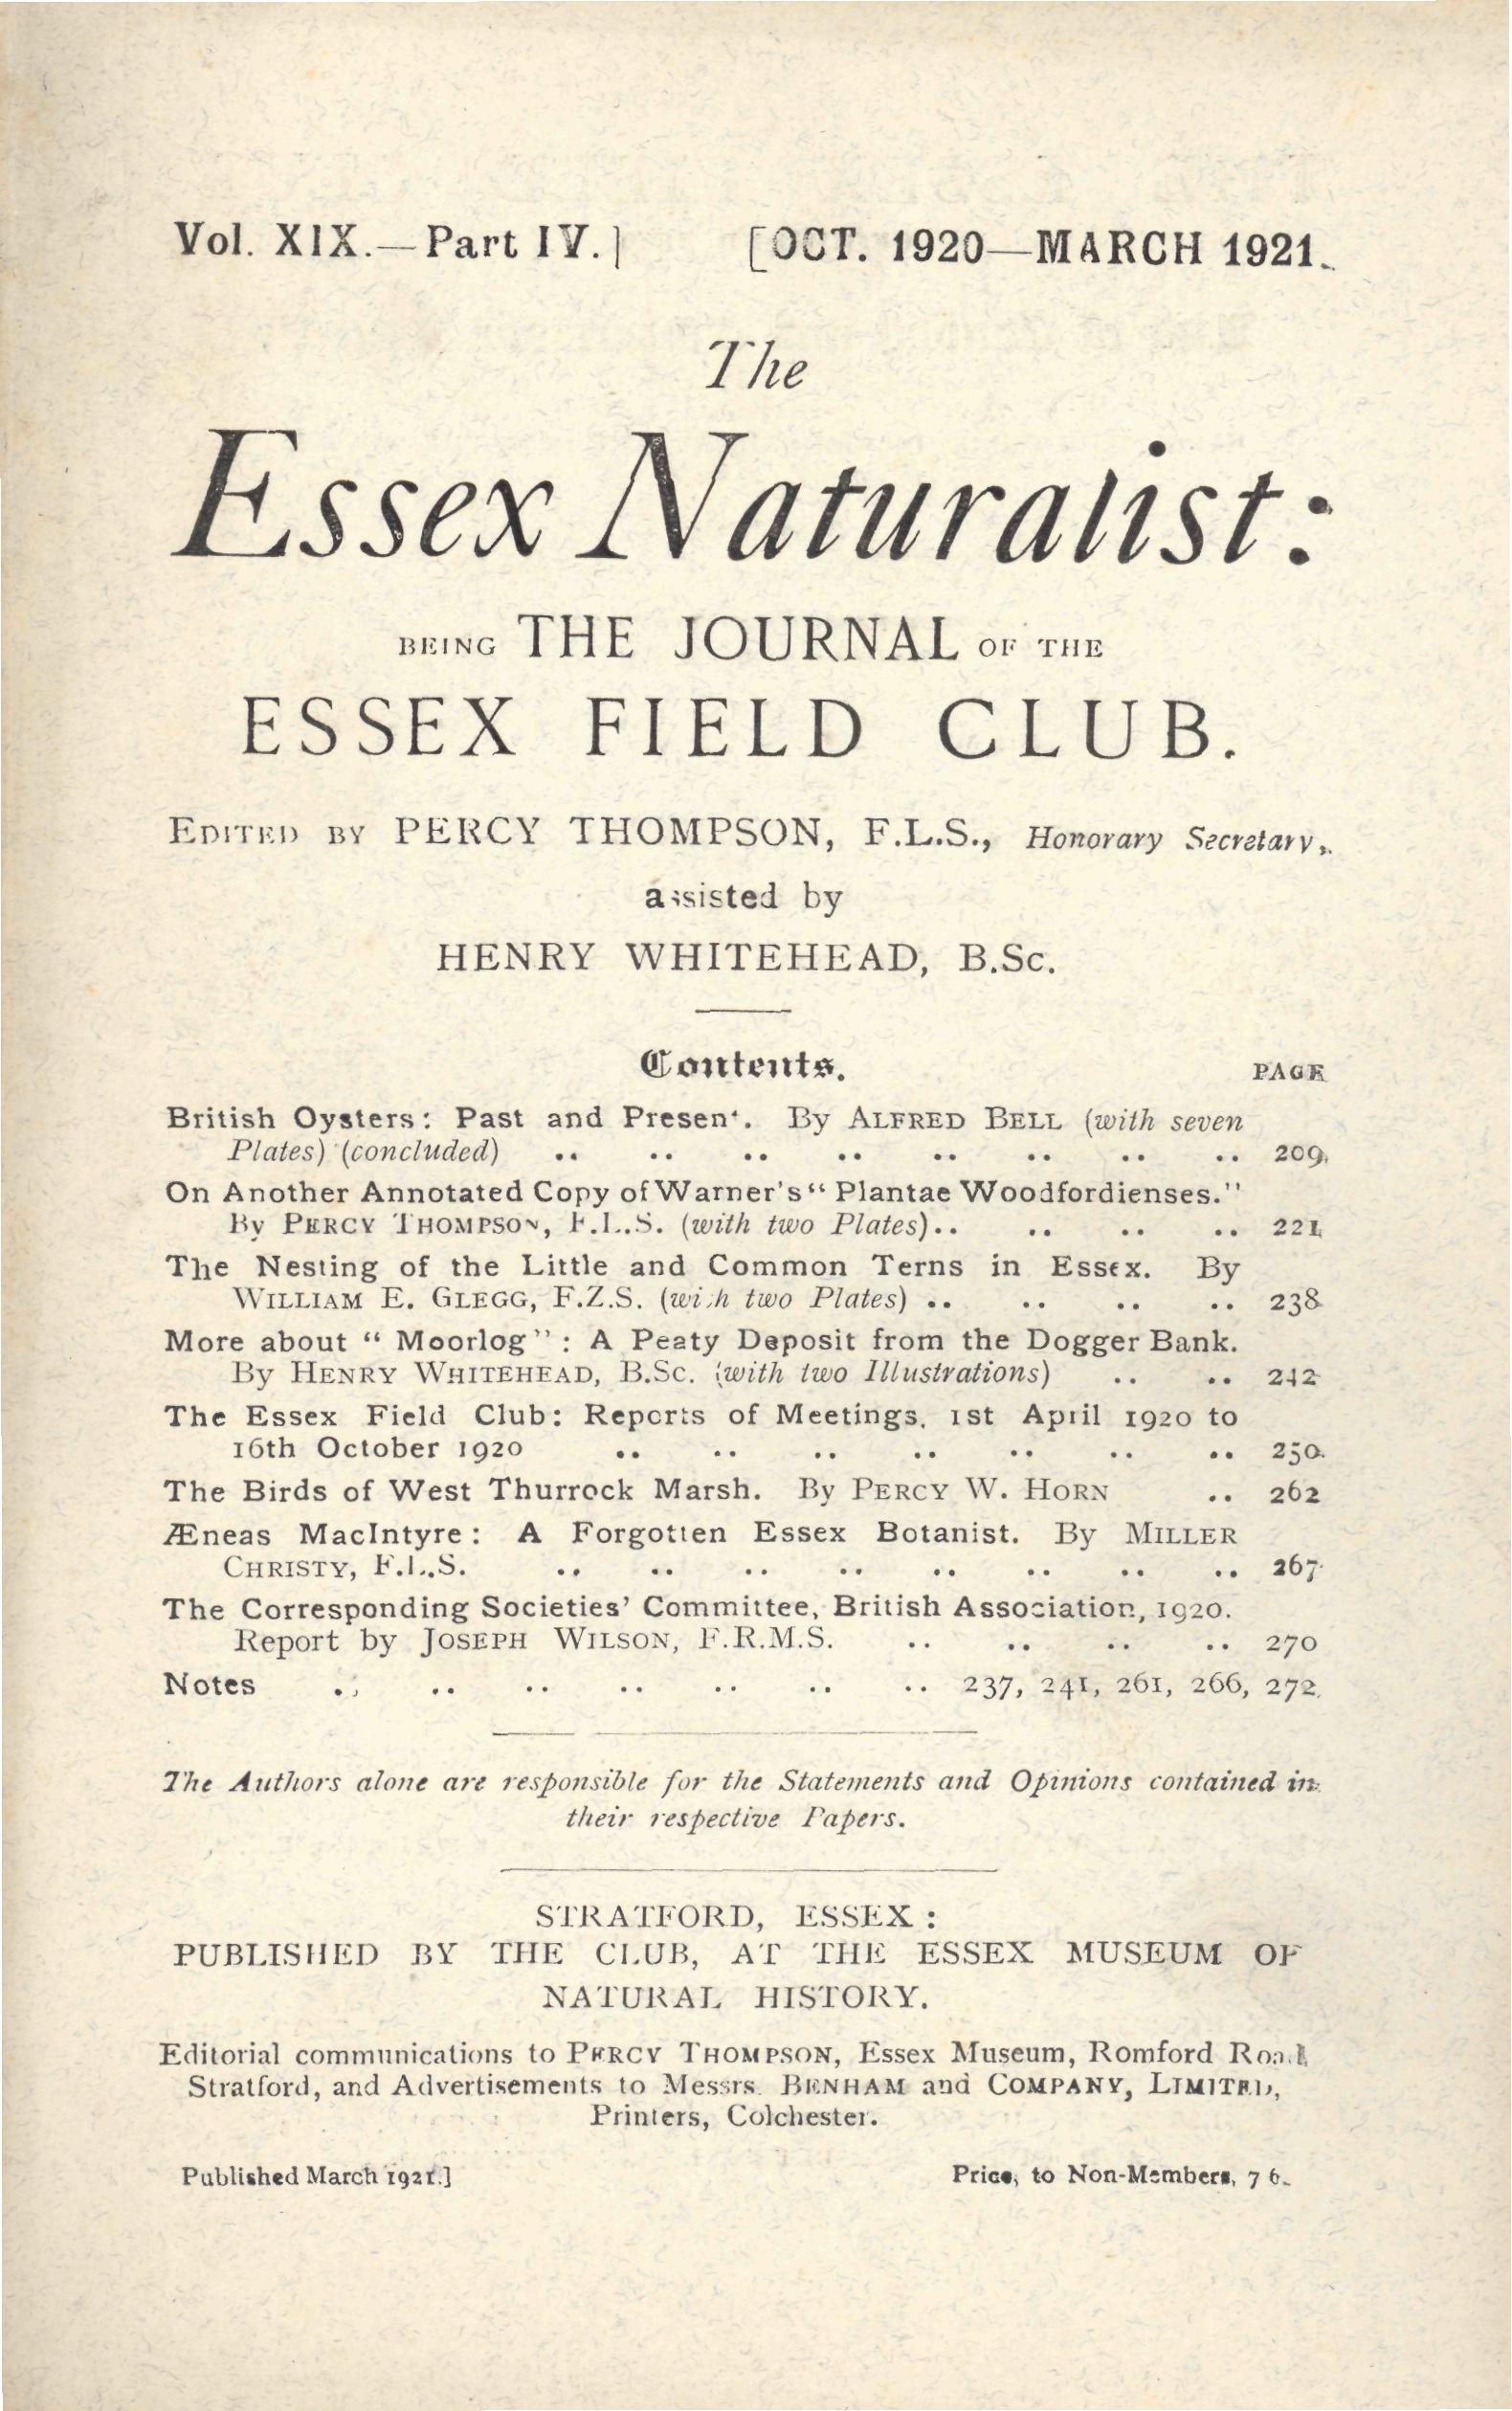 Vol. XIX.—Part IV.]
[OCT. 1920—MARCH 1921.
The
Essex Naturalist:
BEING THE JOURNAL OF THE
ESSEX FIELD CLUB.
EDITED BY PERCY THOMPSON, F.L.S., Honorary Secretary,
assisted by
HENRY WHITEHEAD, B.Sc.
Contents.
PAGE
British Oysters: Past and Present. By ALFRED BELL (with seven
Plates) (concluded) .. .. .. .. .. .. .. .. 209
On Another Annotated Copy of Warner's "Plantae Woodfordienses."
By PERCY THOMPSON, F.L.S. (with two Plates).. .. .. .. 221
The Nesting of the Little and Common Terns in Essex. By
WILLIAM E. GLEGG, F.Z.S. (with two Plates) .. .. .. .. 238
More about "Moorlog": A Peaty Deposit from the Dogger Bank.
By HENRY WHITEHEAD, B.Sc. (with two Illustrations) .. .. 242
The Essex Field Club: Reports of Meetings, 1st April 1920 to
16th October 1920 .. .. .. .. .. .. .. 250
The Birds of West Thurrock Marsh. By PERCY W. HORN .. 262
Æneas MacIntyre: A Forgotten Essex Botanist. By MILLER
CHRISTY, F.L.S. .. .. .. .. .. .. .. .. 267
The Corresponding Societies' Committee, British Association, 1920.
Report by JOSEPH WILSON, F.R.M.S. .. .. .. .. 270
Notes .. .. .. .. .. .. .. 237, 241, 261, 266, 272
The Authors alone are responsible for the Statements and Opinions contained in
their respective Papers.
STRATFORD, ESSEX:
PUBLISHED BY THE CLUB, AT THE ESSEX MUSEUM OF
NATURAL HISTORY.
Editorial communications to PERCY THOMPSON, Essex Museum, Romford Road
Stratford, and Advertisements to Messrs. BENHAM and COMPANY, LIMITED,
Printers, Colchester.
Published March 1921.]
Price, to Non-Members, 7 6.